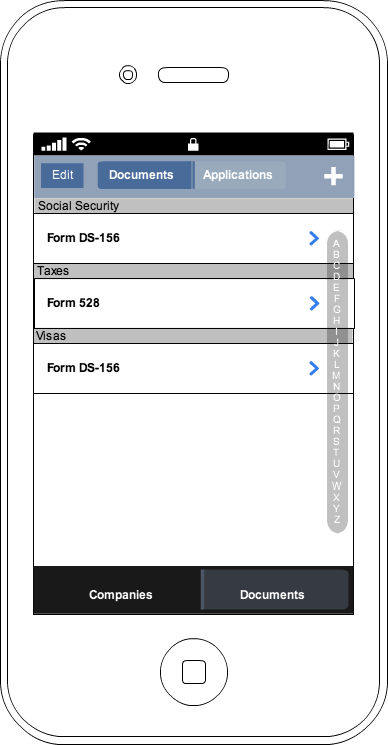 Edit Documents Applications
Social Security
Form DS-156
Taxes
Form 528
Visas
Form DS-156
A
B
C
D
E
F
G
H
I
J
K
L
M
N
O
P
Q
R
S
T
U
V
W
X
Y
Z
Companies Documents